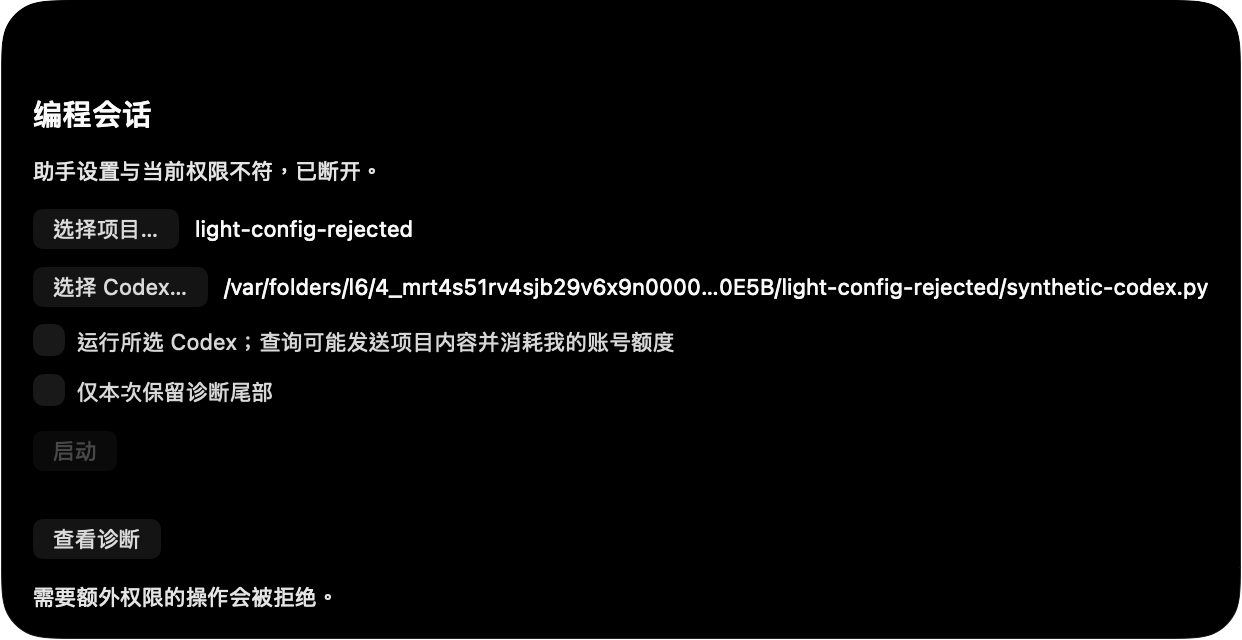 编程会话
助手设置与当前权限不符，已断开。
选择项目... light-config-rejected
选择 Codex... /var/folders/l6/4_mrt4s51rv4sjb29v6x9n0000...0E5B/light-config-rejected/synthetic-codex.py
运行所选 Codex；查询可能发送项目内容并消耗我的账号额度
仅本次保留诊断尾部
启动
查看诊断
需要额外权限的操作会被拒绝。